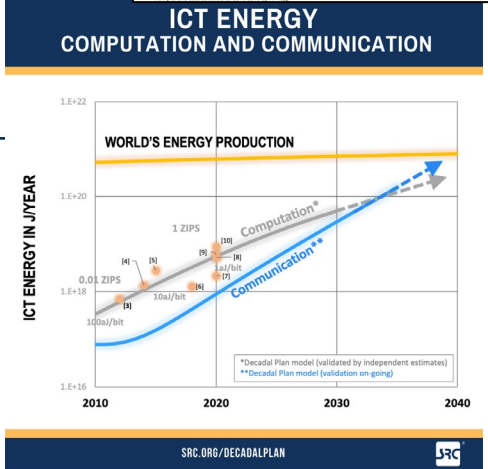 ICT ENERGY
COMPUTATION AND COMMUNICATION
1.E+22
WORLD'S ENERGY PRODUCTION
ICT ENERGY IN J/YEAR
1.E+20
1 ZIPS
Computation*
[10]
[9]
[8]
[4]
[5]
1aJ/bit
[7]
0.01 ZIPS
Communication**
1.E+18
10aJ/bit
[6]
[3]
100aJ/bit
*Decadal Plan model (validated by independent estimates)
**Decadal Plan model (validation on-going)
1.E+16
2010
2020
2030
2040
SRC.ORG/DECADALPLAN
SRC